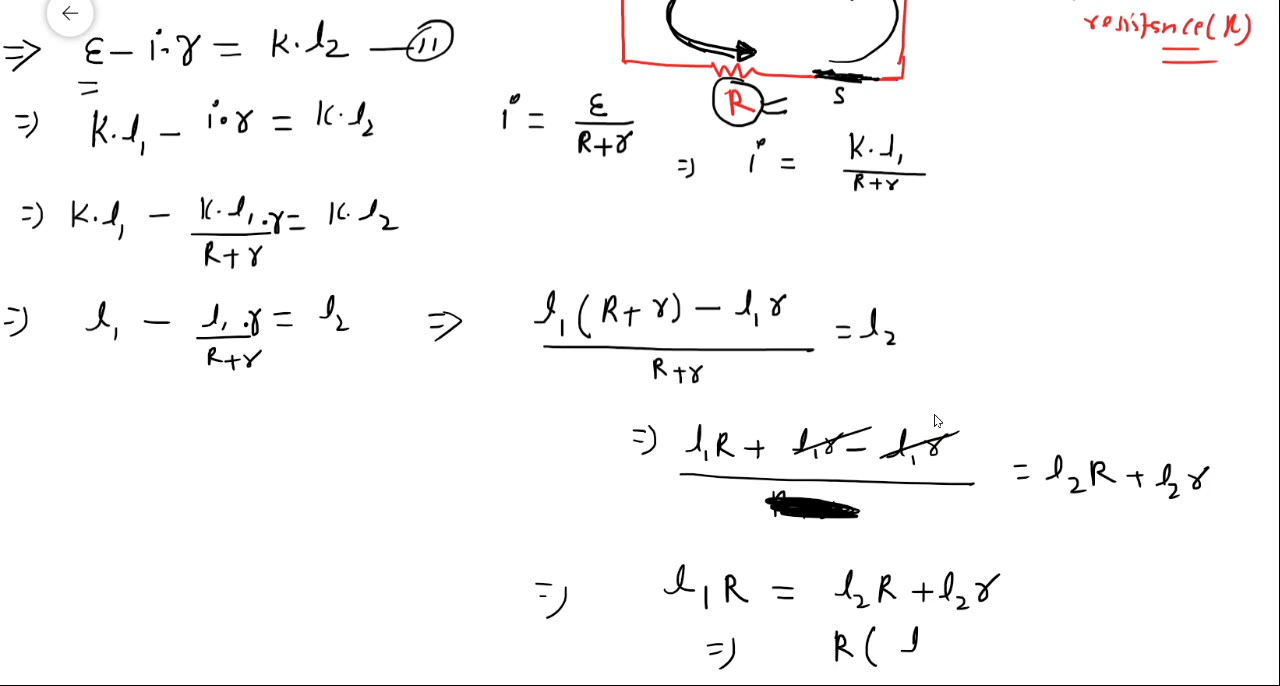 resistance(R)
⇒ ε - i·r = K·l₂ —(11)
R
S
⇒ K·l₁ - i·r = K·l₂
i = ε/(R+r)
⇒ i = K·l₁/(R+r)
⇒ K·l₁ - K·l₁·r/(R+r) = K·l₂
⇒ l₁ - l₁·r/(R+r) = l₂ ⇒ (l₁(R+r) - l₁r)/(R+r) = l₂
⇒ l₁R + l₁r - l₁r = l₂R + l₂r
⇒ l₁R = l₂R + l₂r
⇒ R( l